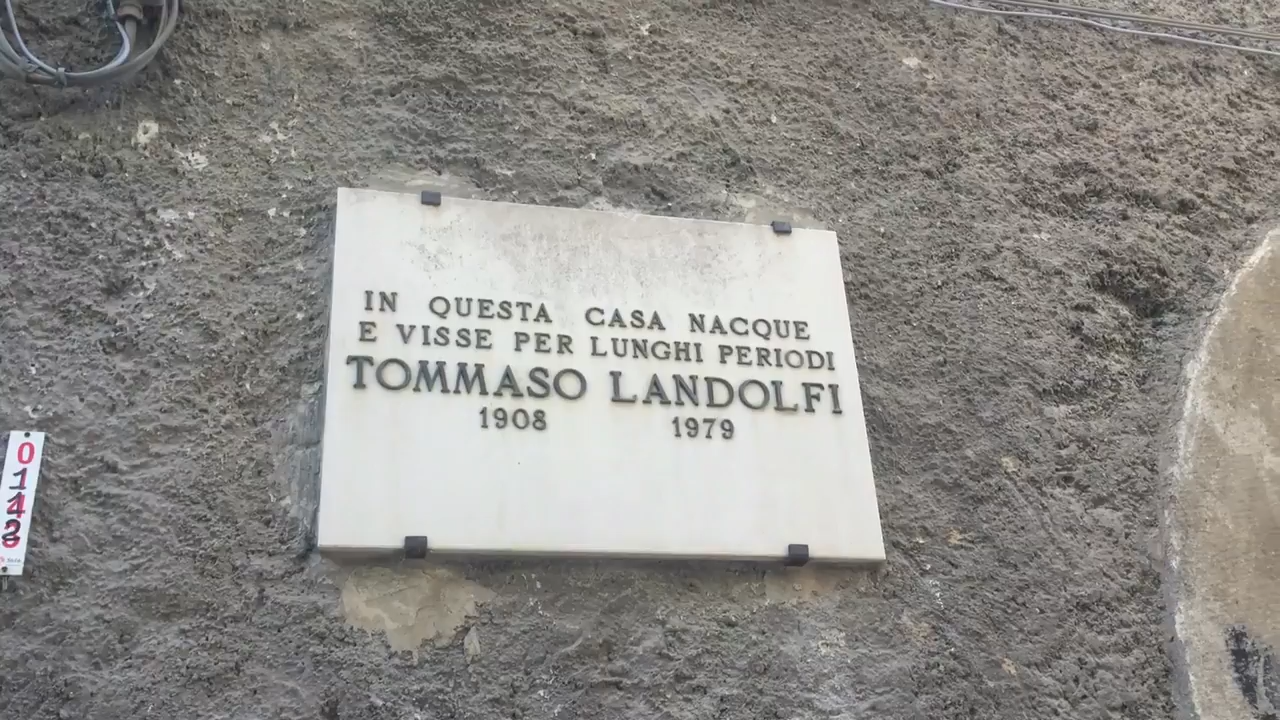 IN QUESTA CASA NACQUE
E VISSE PER LUNGHI PERIODI
TOMMASO LANDOLFI
1908 1979